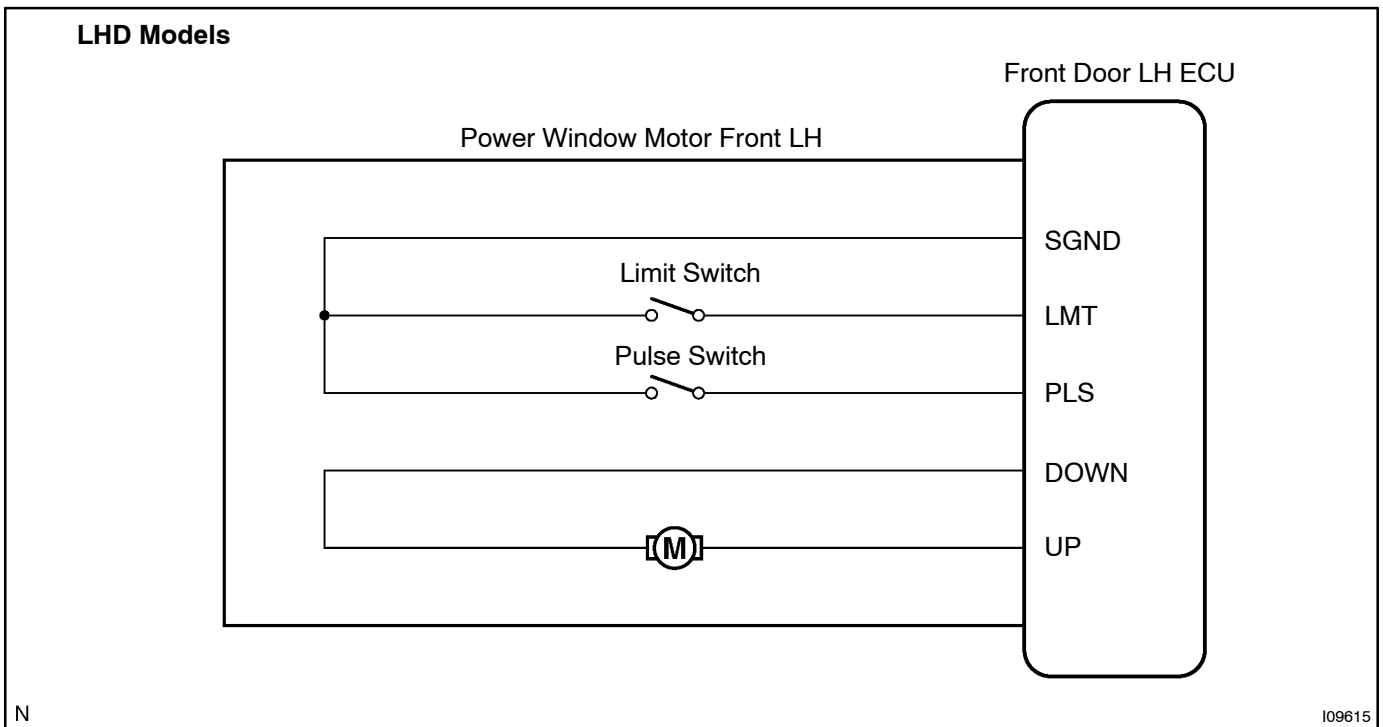 LHD Models
Front Door LH ECU
Power Window Motor Front LH
SGND
Limit Switch
LMT
Pulse Switch
PLS
DOWN
M
UP
N
I09615